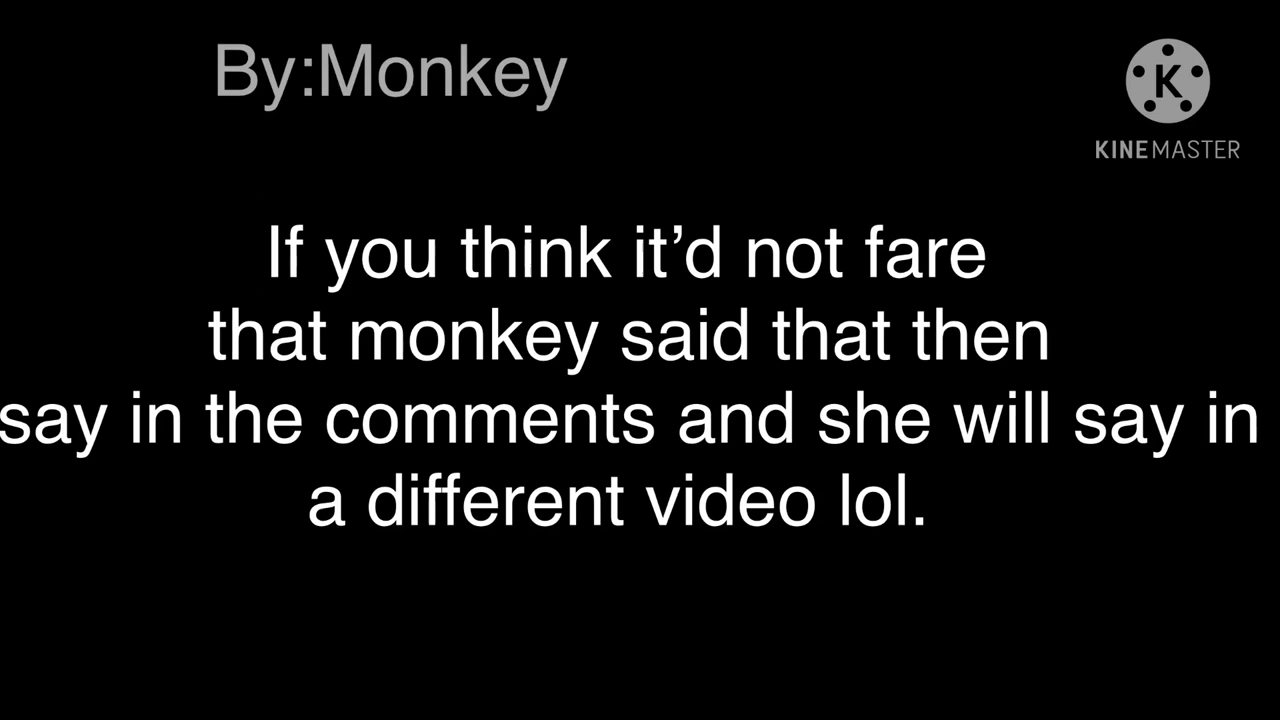 By:Monkey
K
KINEMASTER
If you think it’d not fare
that monkey said that then
say in the comments and she will say in
a different video lol.